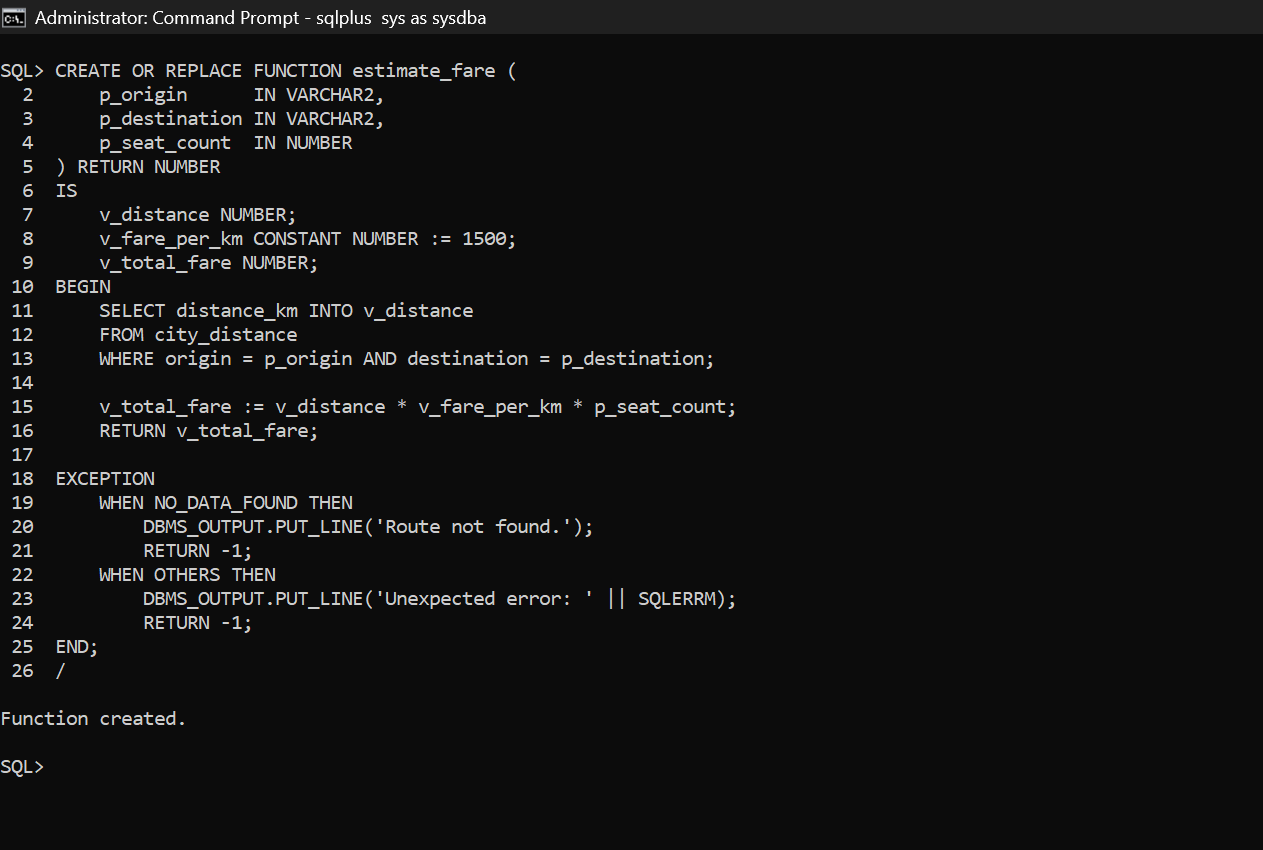 Administrator: Command Prompt - sqlplus  sys as sysdba
SQL> CREATE OR REPLACE FUNCTION estimate_fare (
  2      p_origin      IN VARCHAR2,
  3      p_destination IN VARCHAR2,
  4      p_seat_count  IN NUMBER
  5  ) RETURN NUMBER
  6  IS
  7      v_distance NUMBER;
  8      v_fare_per_km CONSTANT NUMBER := 1500;
  9      v_total_fare NUMBER;
 10  BEGIN
 11      SELECT distance_km INTO v_distance
 12      FROM city_distance
 13      WHERE origin = p_origin AND destination = p_destination;
 14
 15      v_total_fare := v_distance * v_fare_per_km * p_seat_count;
 16      RETURN v_total_fare;
 17
 18  EXCEPTION
 19      WHEN NO_DATA_FOUND THEN
 20          DBMS_OUTPUT.PUT_LINE('Route not found.');
 21          RETURN -1;
 22      WHEN OTHERS THEN
 23          DBMS_OUTPUT.PUT_LINE('Unexpected error: ' || SQLERRM);
 24          RETURN -1;
 25  END;
 26  /
Function created.
SQL>